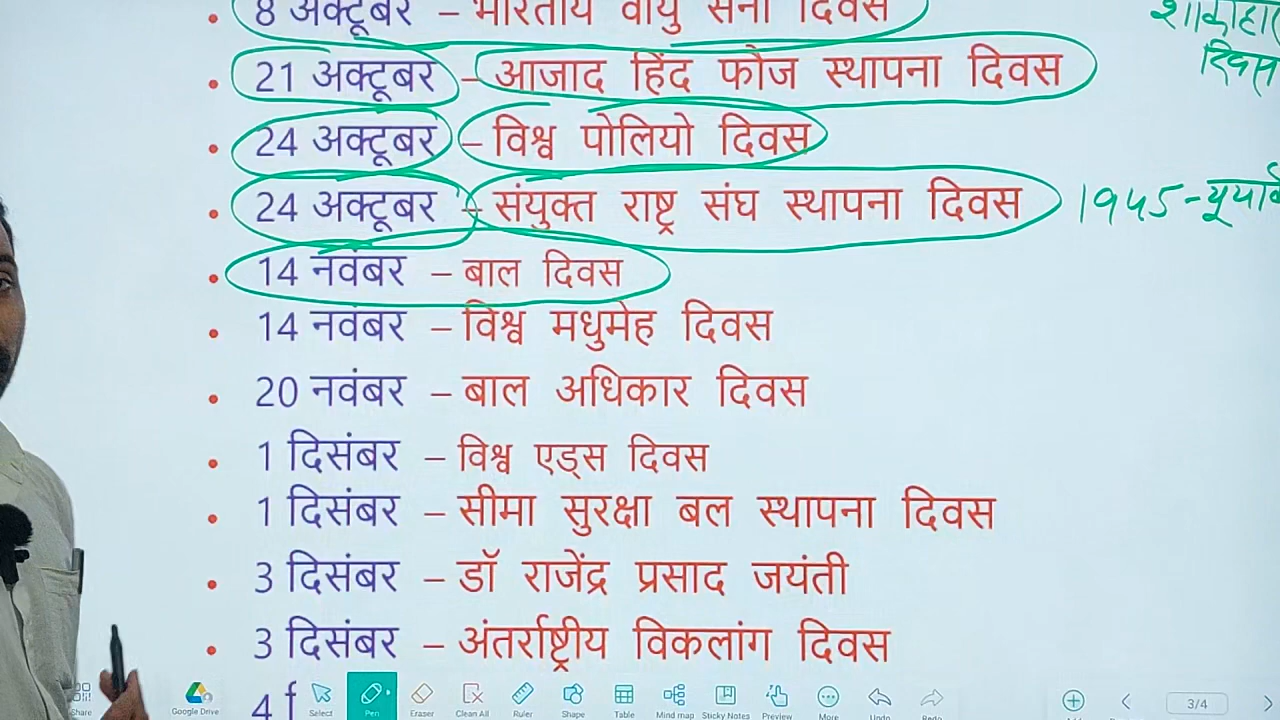 8 अक्टूबर – भारतीय वायु सेना दिवस
शाकाहार
दिवस
21 अक्टूबर – आजाद हिंद फौज स्थापना दिवस
24 अक्टूबर – विश्व पोलियो दिवस
24 अक्टूबर – संयुक्त राष्ट्र संघ स्थापना दिवस 1945-न्यूयार्क
14 नवंबर – बाल दिवस
14 नवंबर – विश्व मधुमेह दिवस
20 नवंबर – बाल अधिकार दिवस
1 दिसंबर – विश्व एड्स दिवस
1 दिसंबर – सीमा सुरक्षा बल स्थापना दिवस
3 दिसंबर – डॉ राजेंद्र प्रसाद जयंती
3 दिसंबर – अंतर्राष्ट्रीय विकलांग दिवस
4
Share Google Drive Select Pen Eraser Clean All Ruler Shape Table Mind map Sticky Notes Preview More Undo Redo 3/4